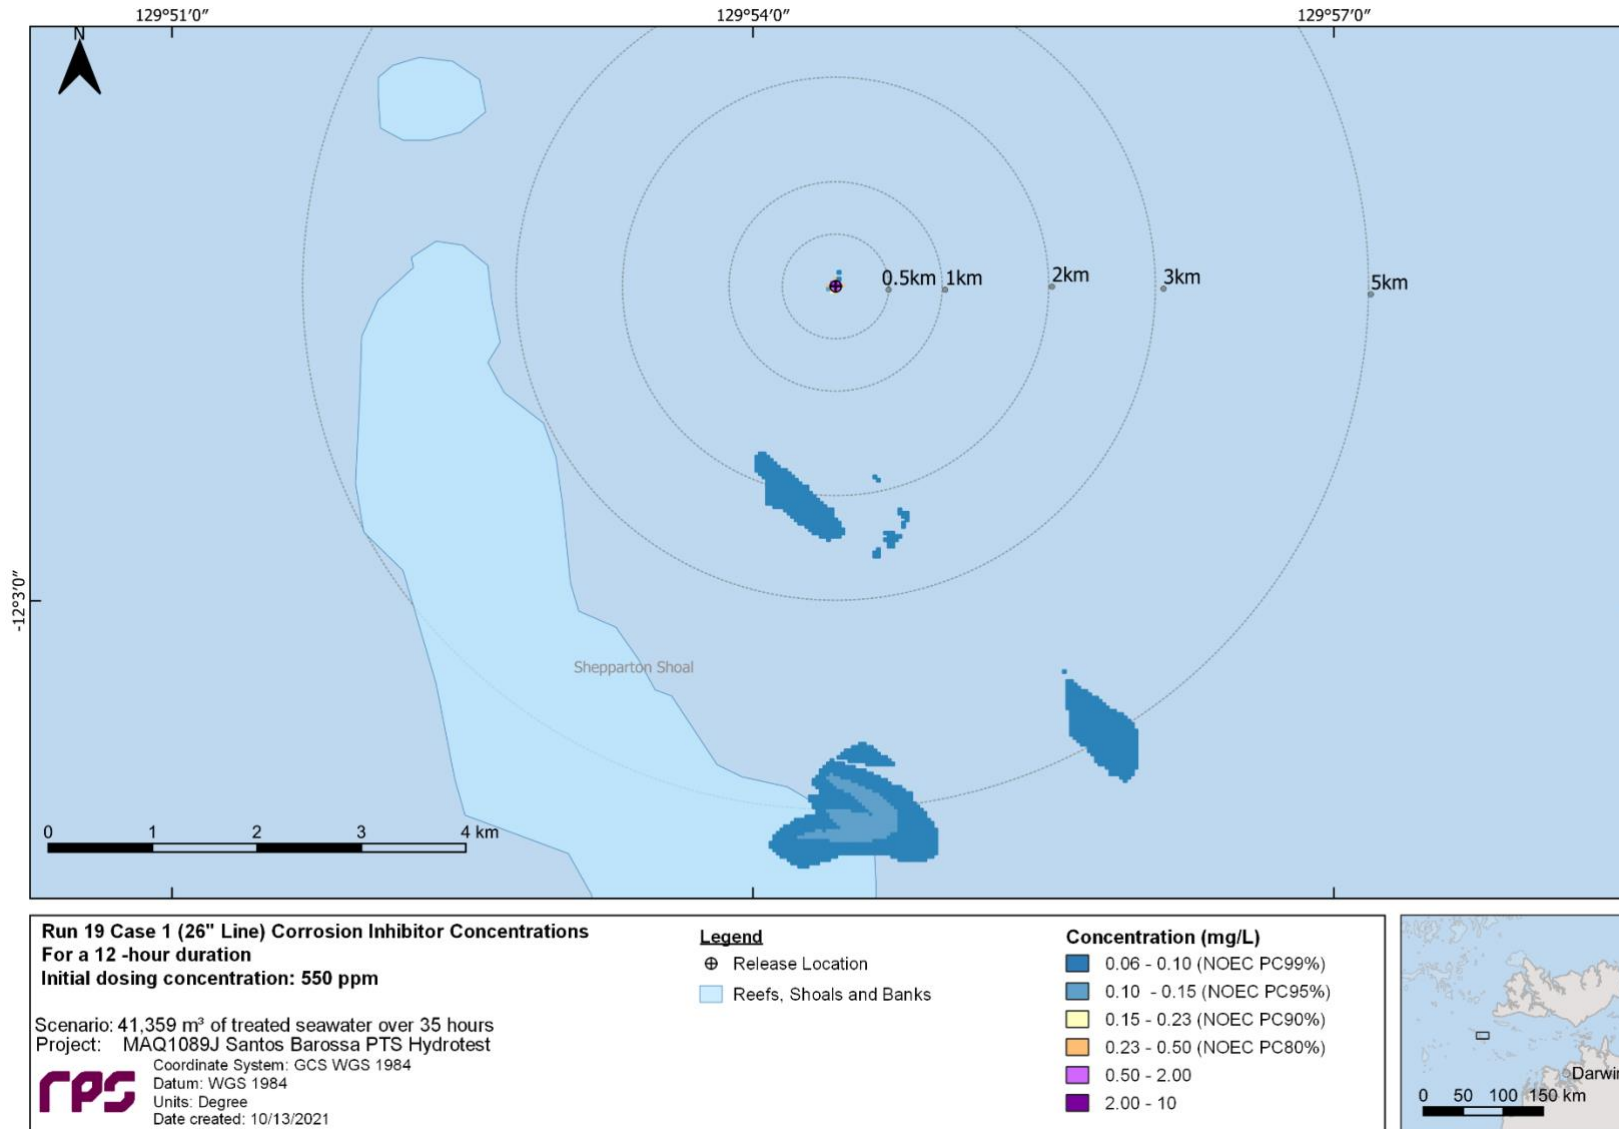 129°51′0″ 129°54′0″ 129°57′0″
N
0.5km 1km 2km 3km 5km
-12°3′0″
Shepparton Shoal
0 1 2 3 4 km
Run 19 Case 1 (26" Line) Corrosion Inhibitor Concentrations
For a 12 -hour duration
Initial dosing concentration: 550 ppm
Scenario: 41,359 m³ of treated seawater over 35 hours
Project: MAQ1089J Santos Barossa PTS Hydrotest
rps
Coordinate System: GCS WGS 1984
Datum: WGS 1984
Units: Degree
Date created: 10/13/2021
Legend
Release Location
Reefs, Shoals and Banks
Concentration (mg/L)
0.06 - 0.10 (NOEC PC99%)
0.10 - 0.15 (NOEC PC95%)
0.15 - 0.23 (NOEC PC90%)
0.23 - 0.50 (NOEC PC80%)
0.50 - 2.00
2.00 - 10
Darwin
0 50 100 150 km